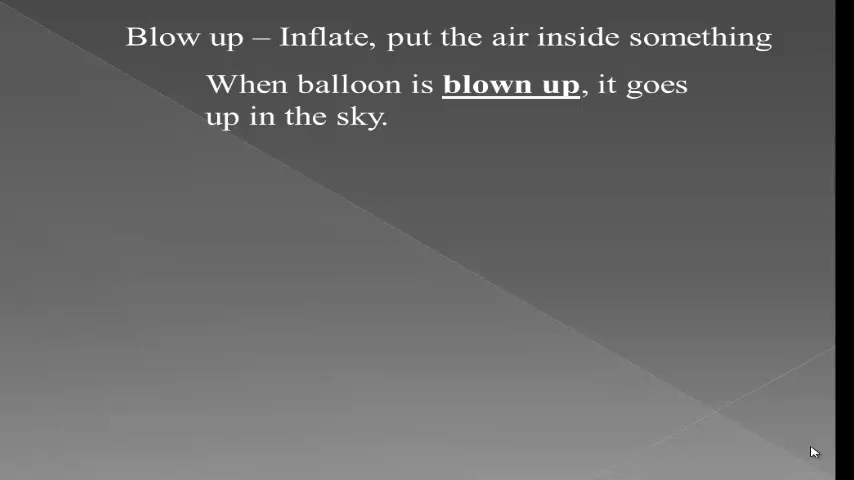 Blow up – Inflate, put the air inside something
When balloon is blown up, it goes
up in the sky.